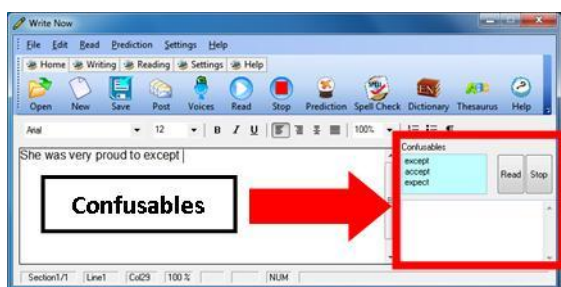 Write Now
File Edit Read Prediction Settings Help
Home Writing Reading Settings Help
Open New Save Post Voices Read Stop Prediction Spell Check Dictionary Thesaurus Help
Arial 12 B I U 100%
She was very proud to except
Confusables
Confusables
except
accept
expect
Read Stop
Section1/1 Line1 Col29 100 % NUM